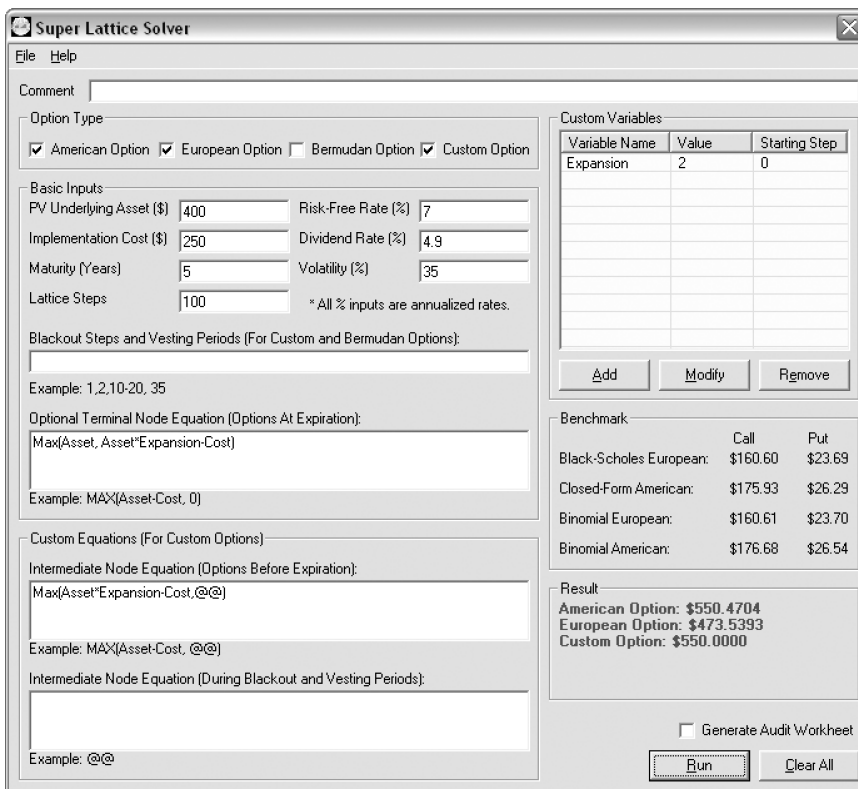 Super Lattice Solver
File Help
Comment
Option Type
American Option European Option Bermudan Option Custom Option
Basic Inputs
PV Underlying Asset ($) 400 Risk-Free Rate (%) 7
Implementation Cost ($) 250 Dividend Rate (%) 4.9
Maturity (Years) 5 Volatility (%) 35
Lattice Steps 100 * All % inputs are annualized rates.
Blackout Steps and Vesting Periods (For Custom and Bermudan Options):
Example: 1,2,10-20, 35
Optional Terminal Node Equation (Options At Expiration):
Max(Asset, Asset*Expansion-Cost)
Example: MAX(Asset-Cost, 0)
Custom Equations (For Custom Options)
Intermediate Node Equation (Options Before Expiration):
Max(Asset*Expansion-Cost,@@)
Example: MAX(Asset-Cost, @@)
Intermediate Node Equation (During Blackout and Vesting Periods):
Example: @@
Custom Variables
Variable Name Value Starting Step
Expansion 2 0
Add Modify Remove
Benchmark
Call Put
Black-Scholes European: $160.60 $23.69
Closed-Form American: $175.93 $26.29
Binomial European: $160.61 $23.70
Binomial American: $176.68 $26.54
Result
American Option: $550.4704
European Option: $473.5393
Custom Option: $550.0000
Generate Audit Workheet
Run Clear All